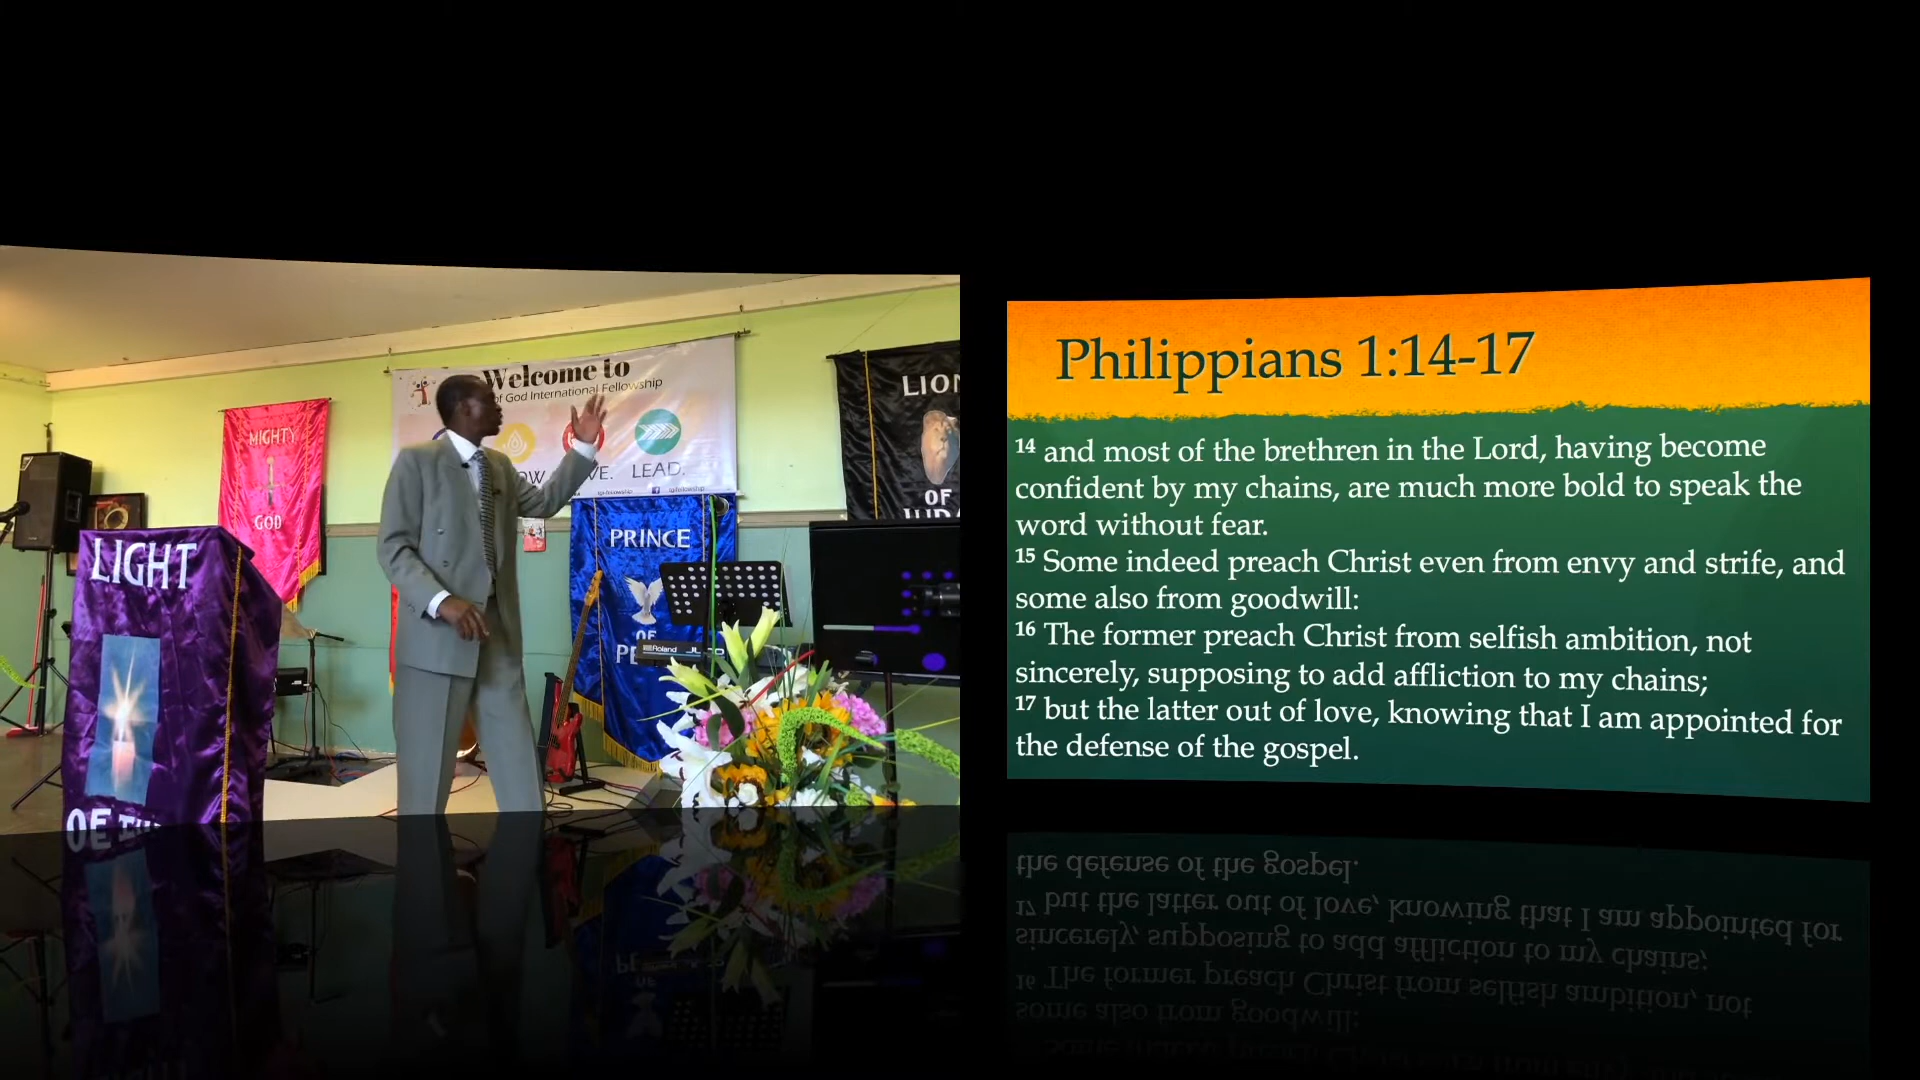 Welcome to
of God International Fellowship
LEAD.
MIGHTY
GOD
LION
OF
PRINCE
OF
LIGHT
OF
Roland
Philippians 1:14-17
14 and most of the brethren in the Lord, having become
confident by my chains, are much more bold to speak the
word without fear.
15 Some indeed preach Christ even from envy and strife, and
some also from goodwill:
16 The former preach Christ from selfish ambition, not
sincerely, supposing to add affliction to my chains;
17 but the latter out of love, knowing that I am appointed for
the defense of the gospel.